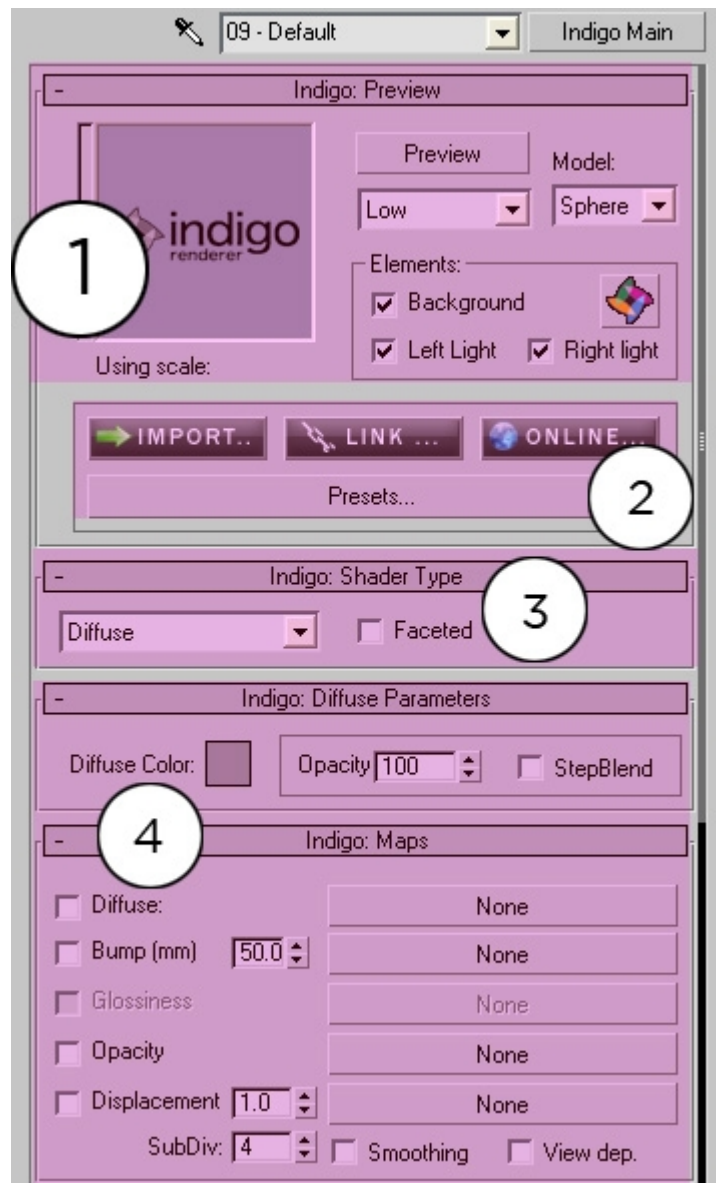 09 - Default Indigo Main
- Indigo: Preview
Preview Model:
Low Sphere
indigo
renderer
Elements:
Background
Left Light Right light
Using scale:
1
IMPORT.. LINK ... ONLINE...
Presets...
2
- Indigo: Shader Type
Diffuse Faceted
3
- Indigo: Diffuse Parameters
Diffuse Color: Opacity 100 StepBlend
4
- Indigo: Maps
Diffuse: None
Bump (mm) 50.0 None
Glossiness None
Opacity None
Displacement 1.0 None
SubDiv: 4 Smoothing View dep.